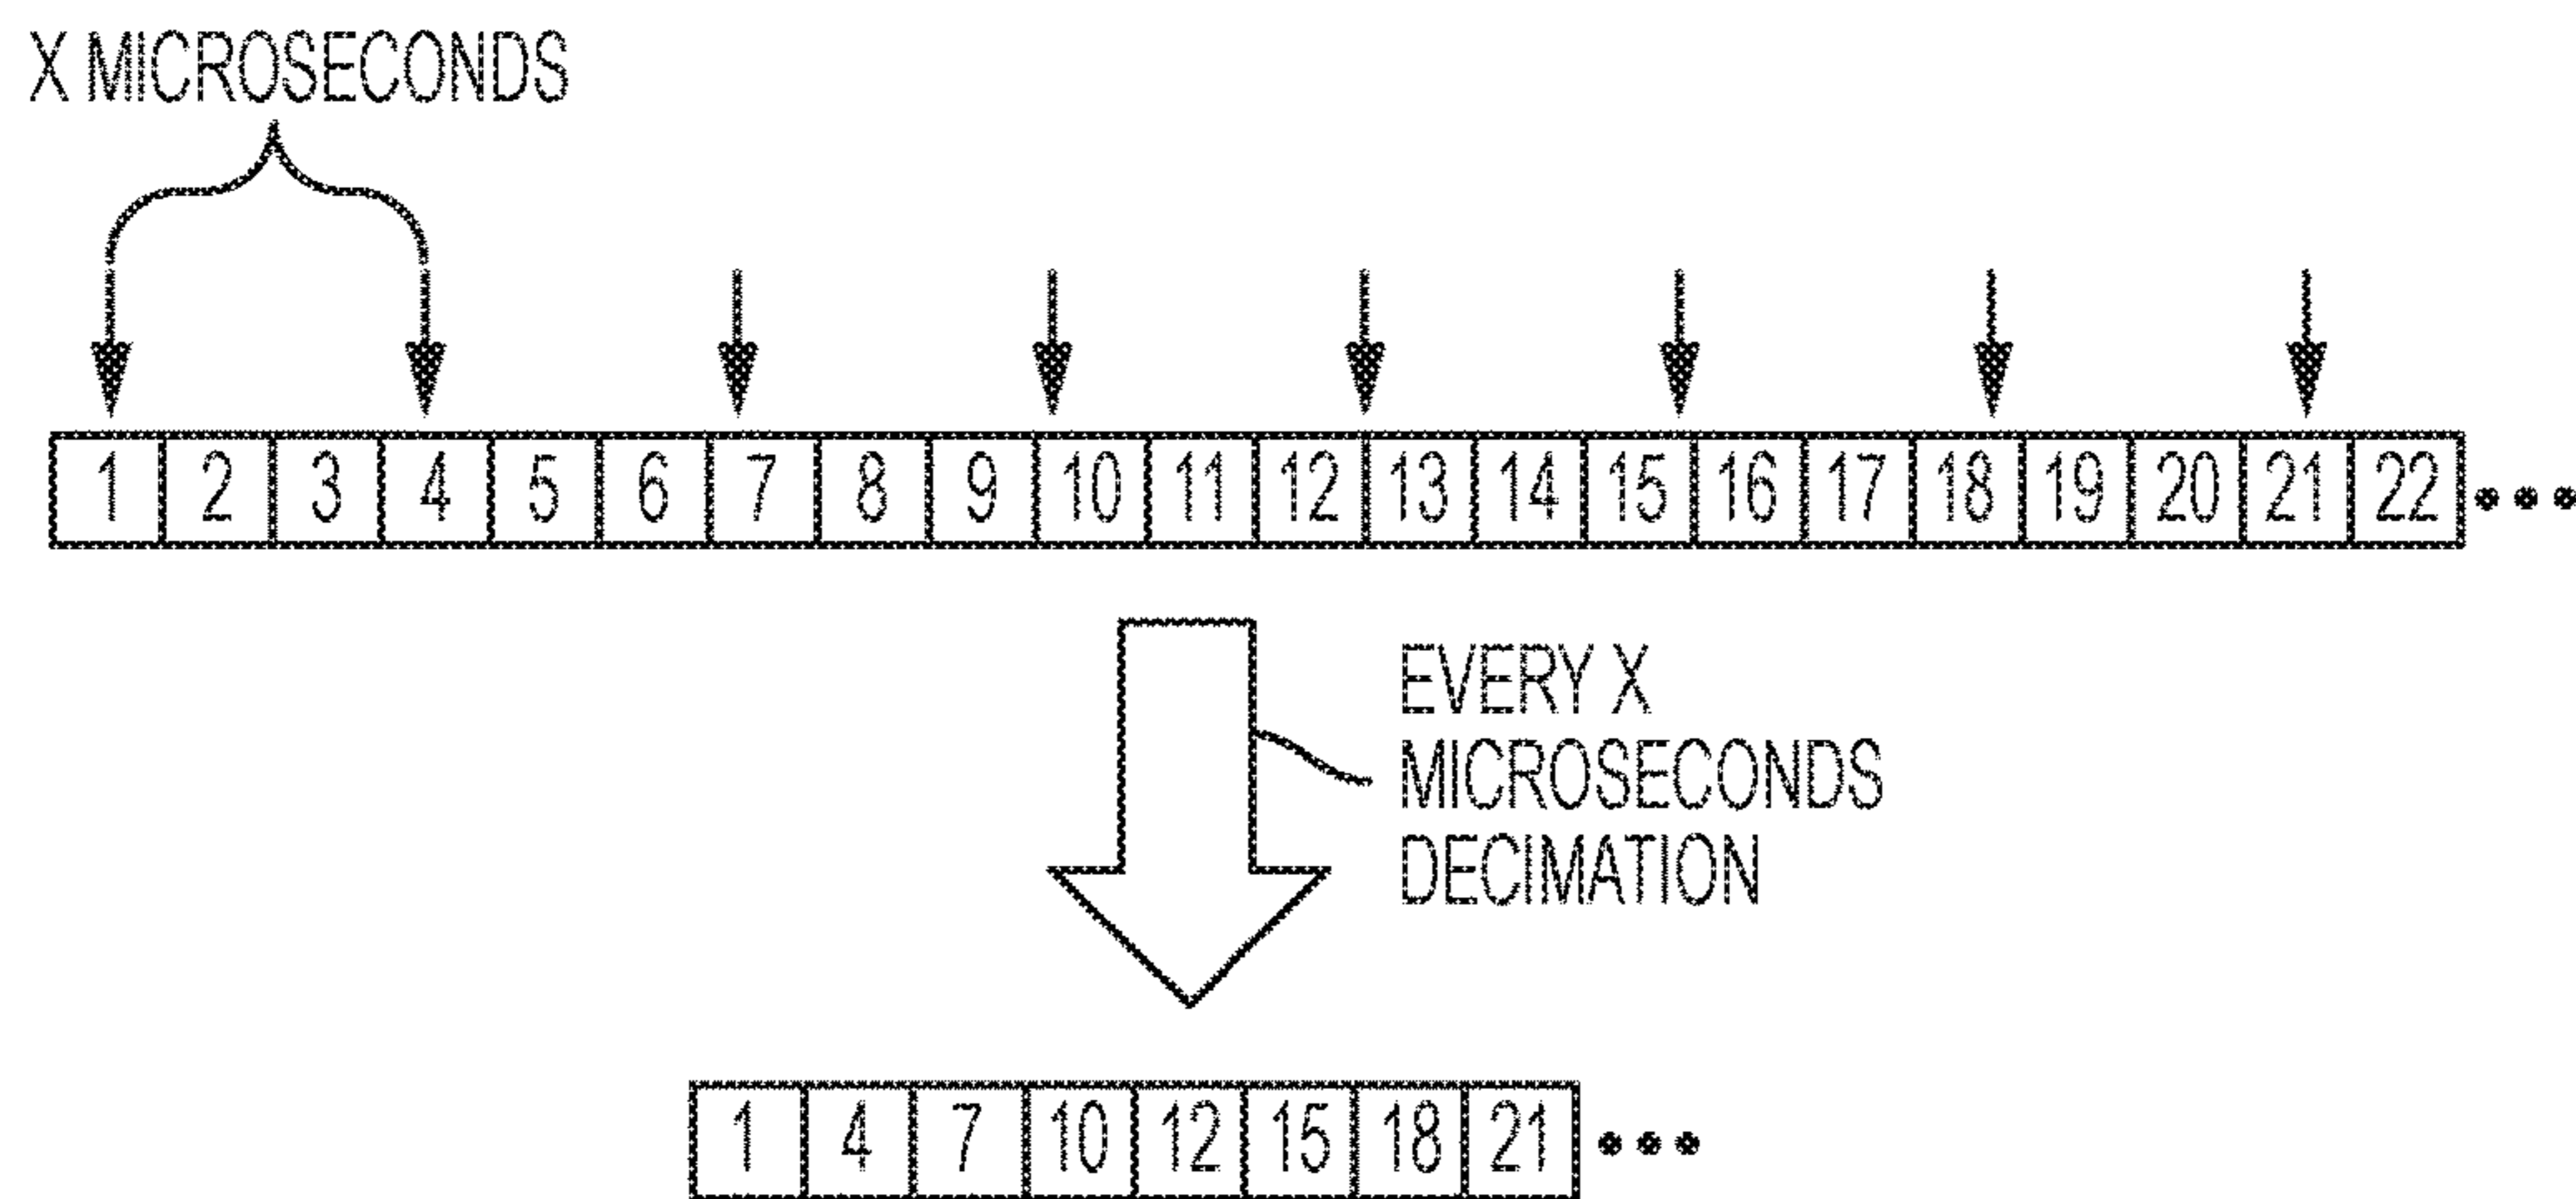 X MICROSECONDS
1 2 3 4 5 6 7 8 9 10 11 12 13 14 15 16 17 18 19 20 21 22 •••
EVERY X
MICROSECONDS
DECIMATION
1 4 7 10 12 15 18 21 •••